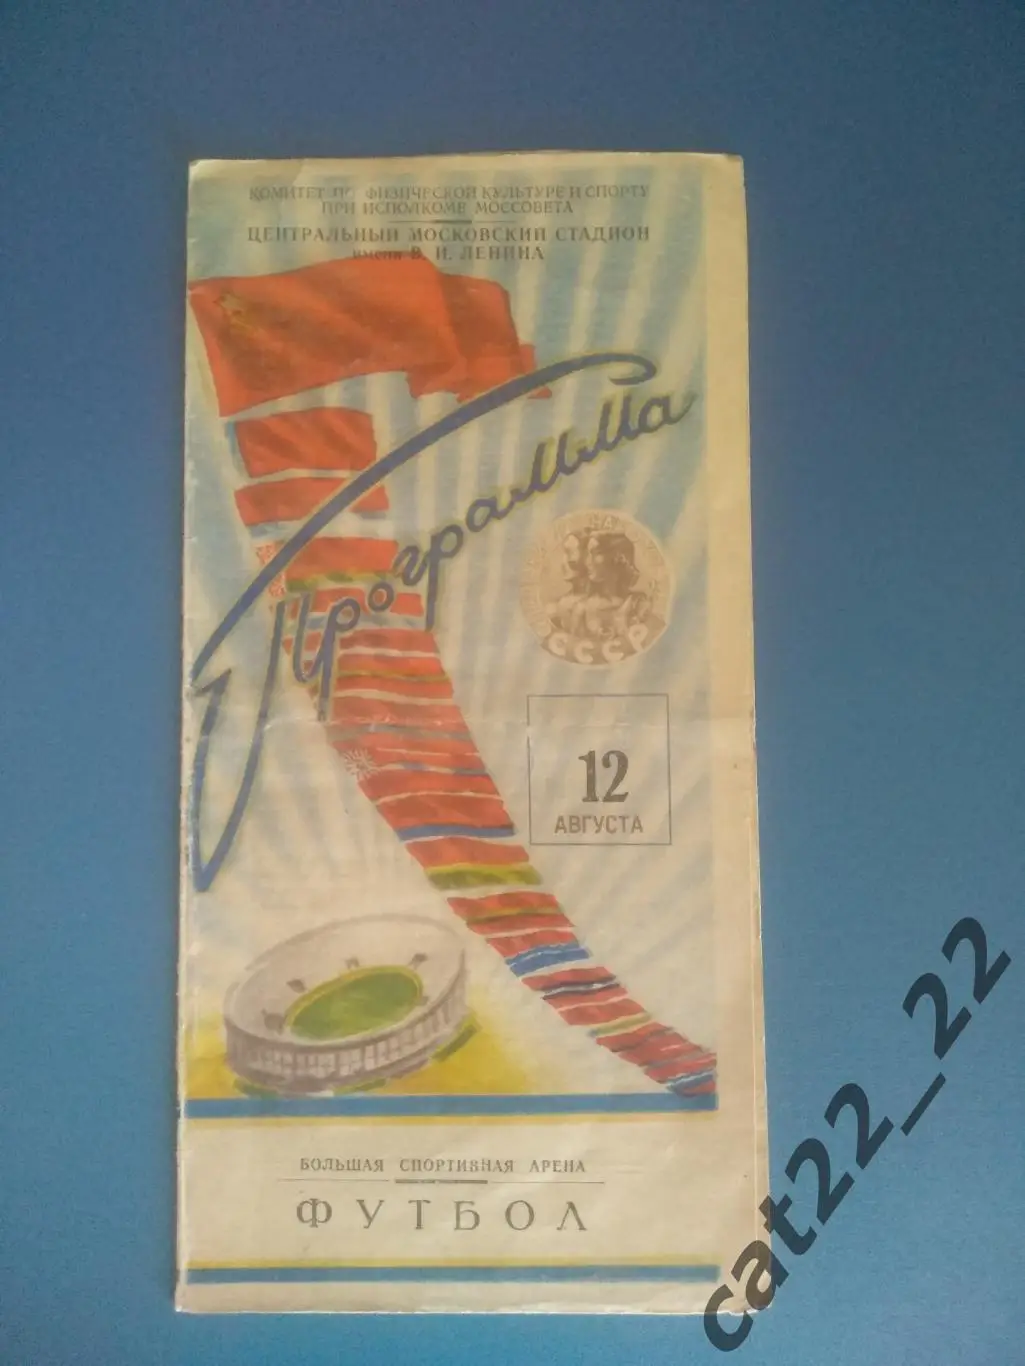 КОМИТЕТ ПО ФИЗИЧЕСКОЙ КУЛЬТУРЕ И СПОРТУ
ПРИ ИСПОЛКОМЕ МОССОВЕТА
ЦЕНТРАЛЬНЫЙ МОСКОВСКИЙ СТАДИОН
имени В. И. ЛЕНИНА
Программа
СССР
12
АВГУСТА
БОЛЬШАЯ СПОРТИВНАЯ АРЕНА
ФУТБОЛ
cat22_22